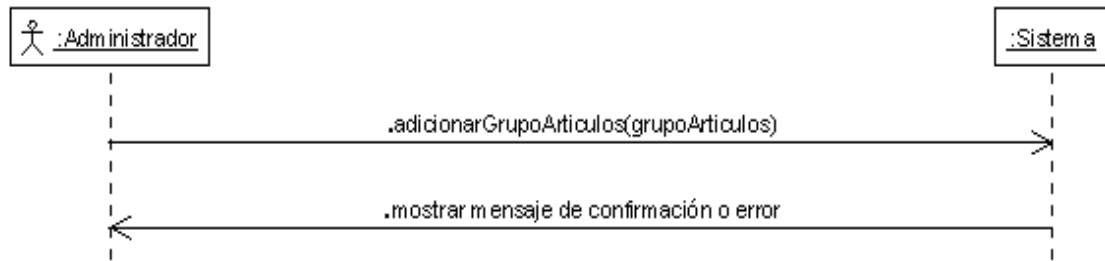 :Administrador
:Sistema
.adicionarGrupoArticulos(grupoArticulos)
.mostrar mensaje de confirmación o error